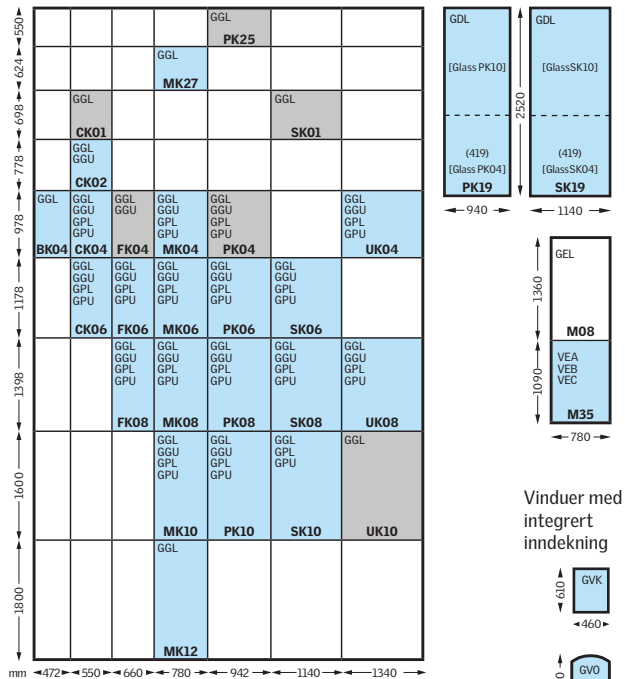 550
GGL
PK25
624
GGL
MK27
698
GGL
CK01
GGL
SK01
778
GGL
GGU
CK02
978
GGL
BK04
GGL
GGU
GPL
GPU
CK04
GGL
GGU
FK04
GGL
GGU
GPL
GPU
MK04
GGL
GGU
GPL
GPU
PK04
GGL
GGU
GPL
GPU
UK04
1178
GGL
GGU
GPL
GPU
CK06
GGL
GGU
GPL
GPU
FK06
GGL
GGU
GPL
GPU
MK06
GGL
GGU
GPL
GPU
PK06
GGL
GGU
GPL
GPU
SK06
1398
GGL
GGU
GPL
GPU
FK08
GGL
GGU
GPL
GPU
MK08
GGL
GGU
GPL
GPU
PK08
GGL
GGU
GPL
GPU
SK08
GGL
GGU
GPL
GPU
UK08
1600
GGL
GGU
GPL
GPU
MK10
GGL
GGU
GPL
GPU
PK10
GGL
GGU
GPL
GPU
SK10
GGL
UK10
1800
GGL
MK12
mm 472 550 660 780 942 1140 1340
GDL
[Glass PK10]
(419)
[Glass PK04]
PK19
940
2520
GDL
[GlassSK10]
(419)
[GlassSK04]
SK19
1140
1360
GEL
M08
1090
VEA
VEB
VEC
M35
780
Vinduer med
integrert
inndekning
610
GVK
460
GVO